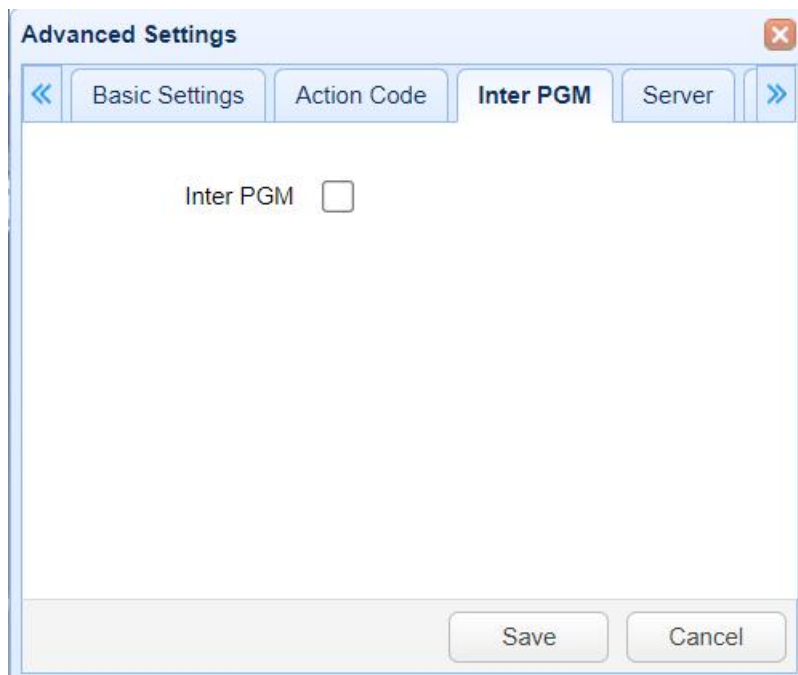 Advanced Settings
Basic Settings Action Code Inter PGM Server
Inter PGM
Save Cancel